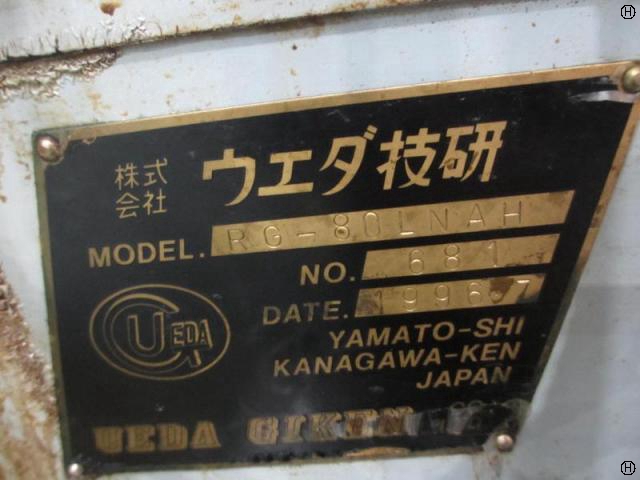 株式会社 ウエダ技研
MODEL. RG-80LNAH
NO. 681
DATE. 1996.7
UEDA
YAMATO-SHI
KANAGAWA-KEN
JAPAN
UEDA GIKEN